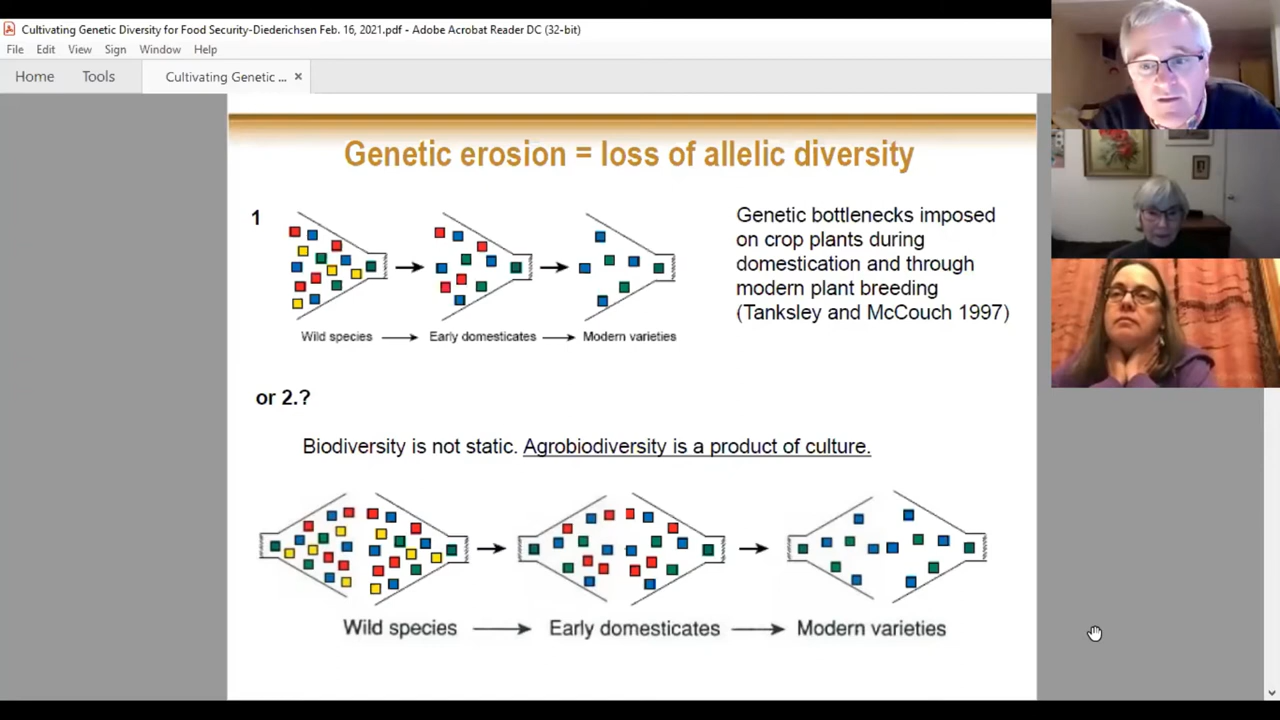 Cultivating Genetic Diversity for Food Security-Diederichsen Feb. 16, 2021.pdf - Adobe Acrobat Reader DC (32-bit)
File Edit View Sign Window Help
Home Tools Cultivating Genetic ... ×
Genetic erosion = loss of allelic diversity
1
Wild species
Early domesticates
Modern varieties
Genetic bottlenecks imposed
on crop plants during
domestication and through
modern plant breeding
(Tanksley and McCouch 1997)
or 2.?
Biodiversity is not static. Agrobiodiversity is a product of culture.
Wild species
Early domesticates
Modern varieties